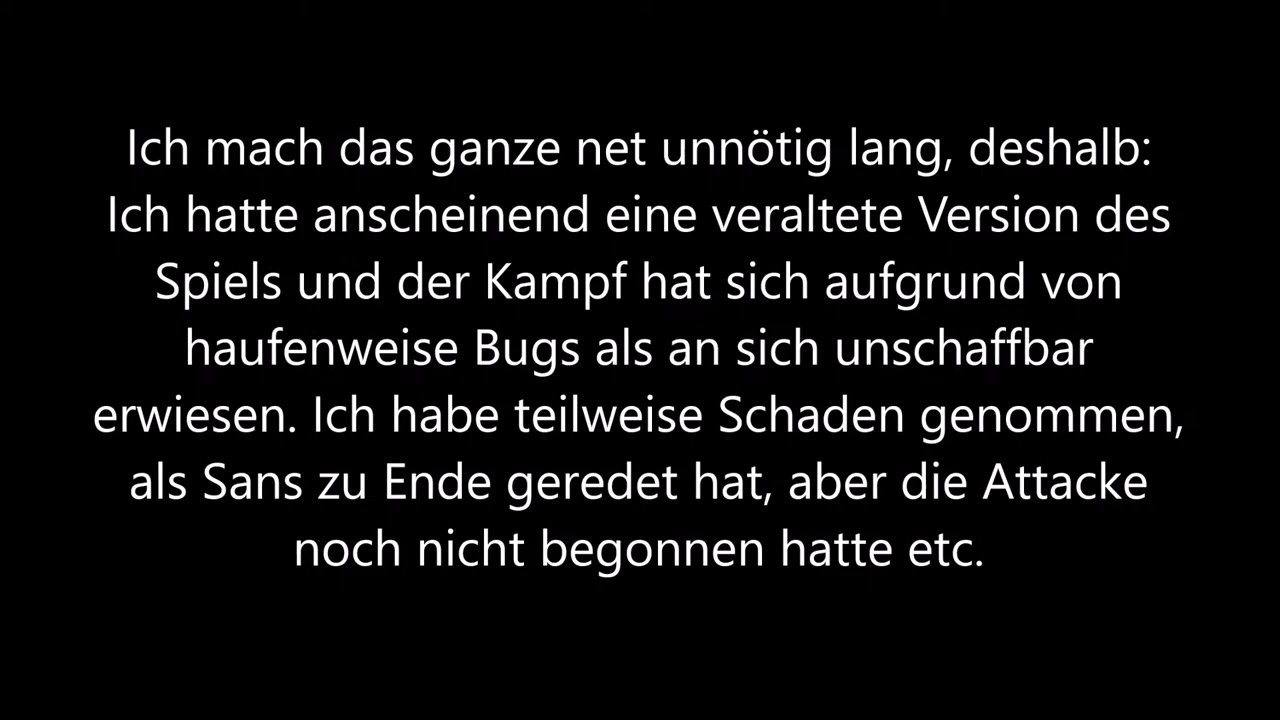 Ich mach das ganze net unnötig lang, deshalb:
Ich hatte anscheinend eine veraltete Version des
Spiels und der Kampf hat sich aufgrund von
haufenweise Bugs als an sich unschaffbar
erwiesen. Ich habe teilweise Schaden genommen,
als Sans zu Ende geredet hat, aber die Attacke
noch nicht begonnen hatte etc.